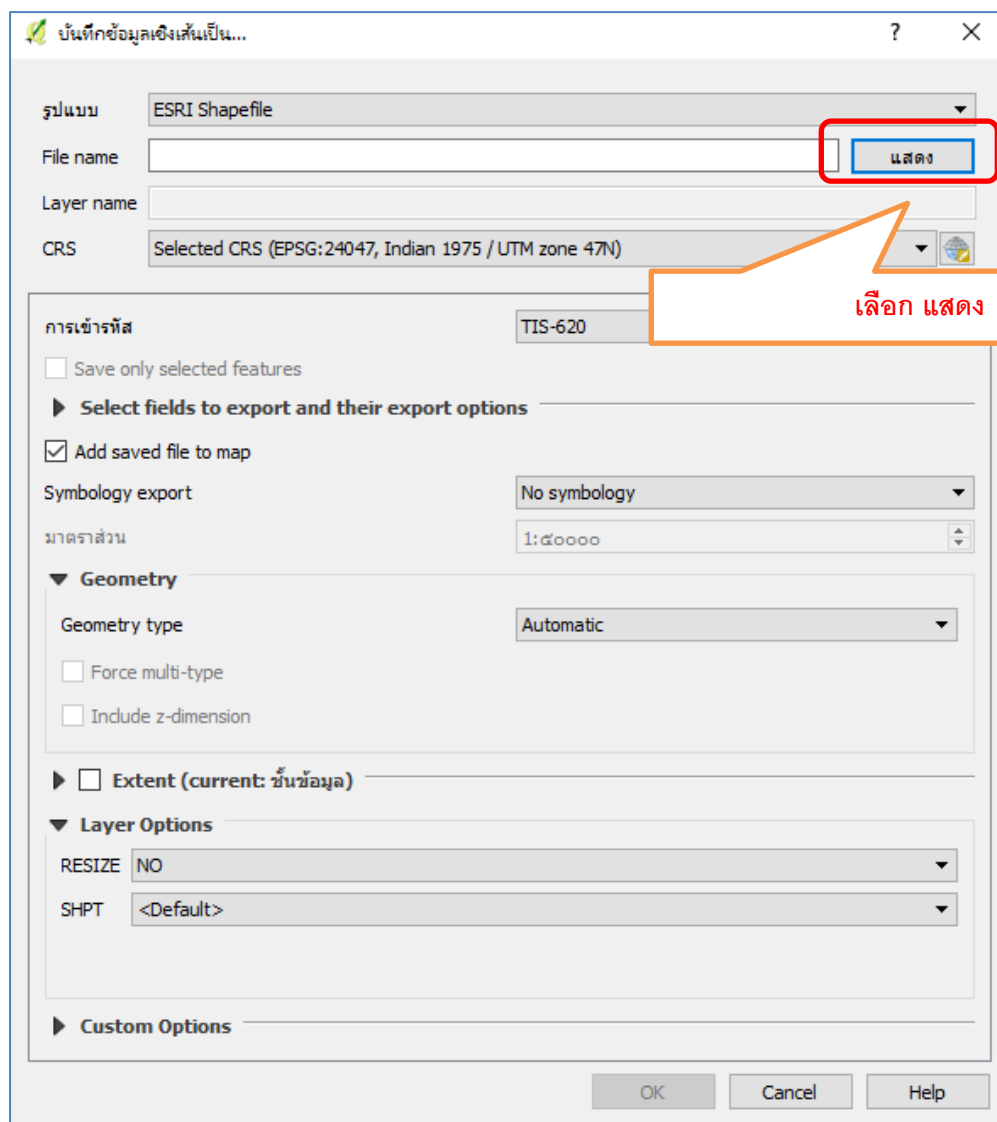 บันทึกข้อมูลเชิงเส้นเป็น...
?
รูปแบบ ESRI Shapefile
File name แสดง
Layer name
CRS Selected CRS (EPSG:24047, Indian 1975 / UTM zone 47N)
เลือก แสดง
การเข้ารหัส TIS-620
Save only selected features
Select fields to export and their export options
Add saved file to map
Symbology export No symbology
มาตราส่วน 1:๕๐๐๐๐
Geometry
Geometry type Automatic
Force multi-type
Include z-dimension
Extent (current: ชั้นข้อมูล)
Layer Options
RESIZE NO
SHPT <Default>
Custom Options
OK Cancel Help